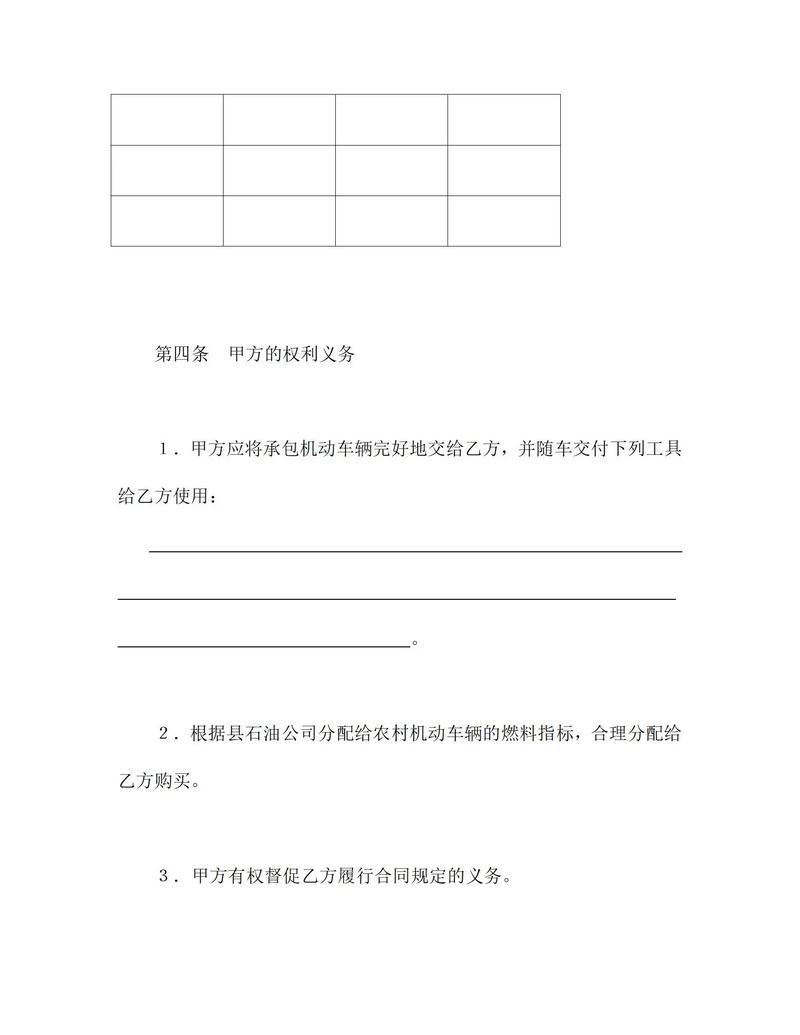 第四条　甲方的权利义务
１．甲方应将承包机动车辆完好地交给乙方，并随车交付下列工具
给乙方使用：
。
２．根据县石油公司分配给农村机动车辆的燃料指标，合理分配给
乙方购买。
３．甲方有权督促乙方履行合同规定的义务。